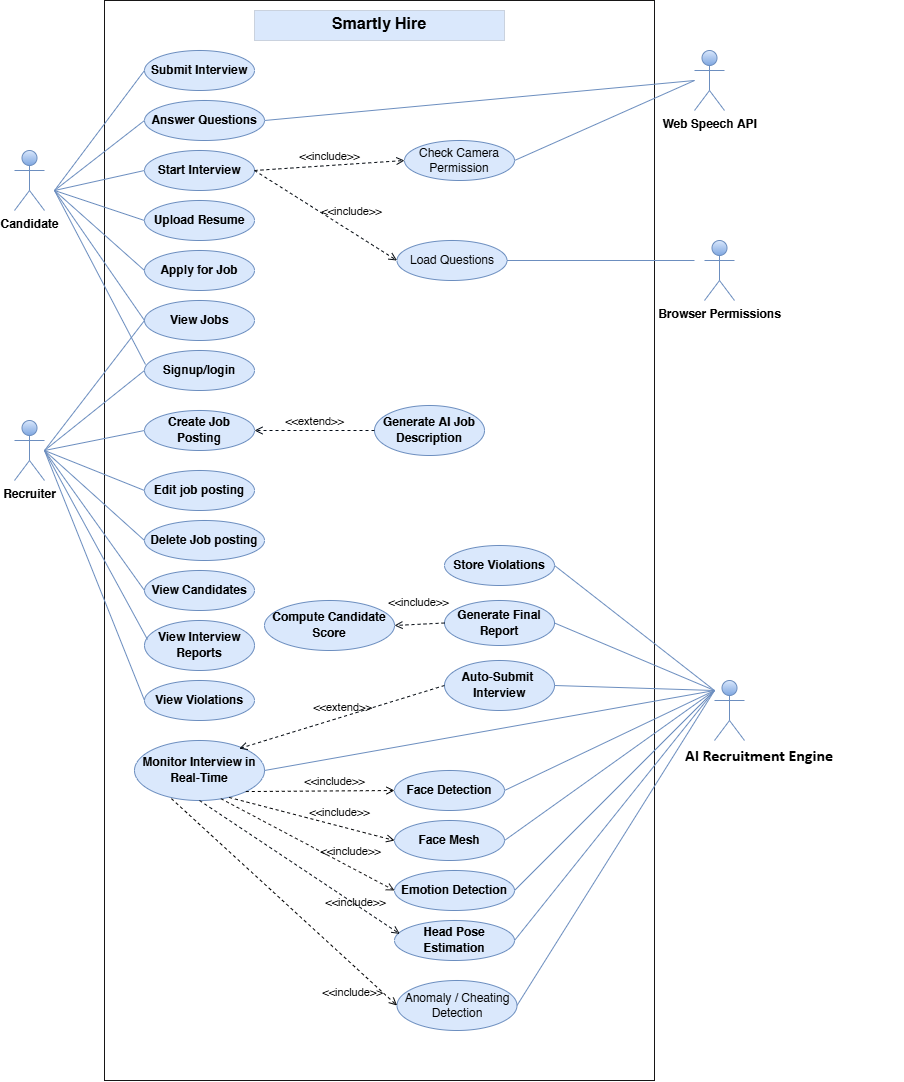 Smartly Hire
Submit Interview
Answer Questions
Web Speech API
<<include>>
Check Camera
Permission
Start Interview
Candidate
Upload Resume
<<include>>
Load Questions
Apply for Job
Browser Permissions
View Jobs
Signup/login
Create Job
Posting
<<extend>>
Generate AI Job
Description
Recruiter
Edit job posting
Delete Job posting
Store Violations
View Candidates
<<include>>
Compute Candidate
Score
Generate Final
Report
View Interview
Reports
Auto-Submit
Interview
View Violations
<<extend>>
AI Recruitment Engine
Monitor Interview in
Real-Time
<<include>>
Face Detection
<<include>>
Face Mesh
<<include>>
Emotion Detection
<<include>>
Head Pose
Estimation
<<include>>
Anomaly / Cheating
Detection